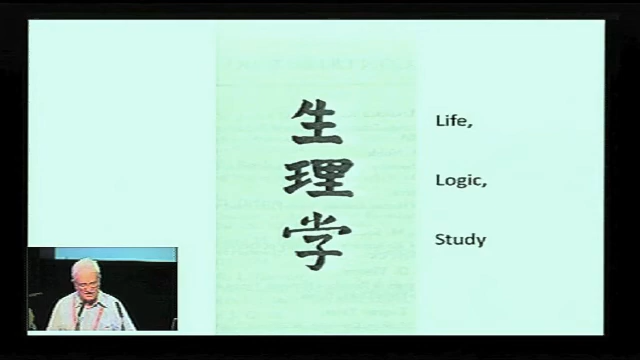 生
理
学
Life,
Logic,
Study